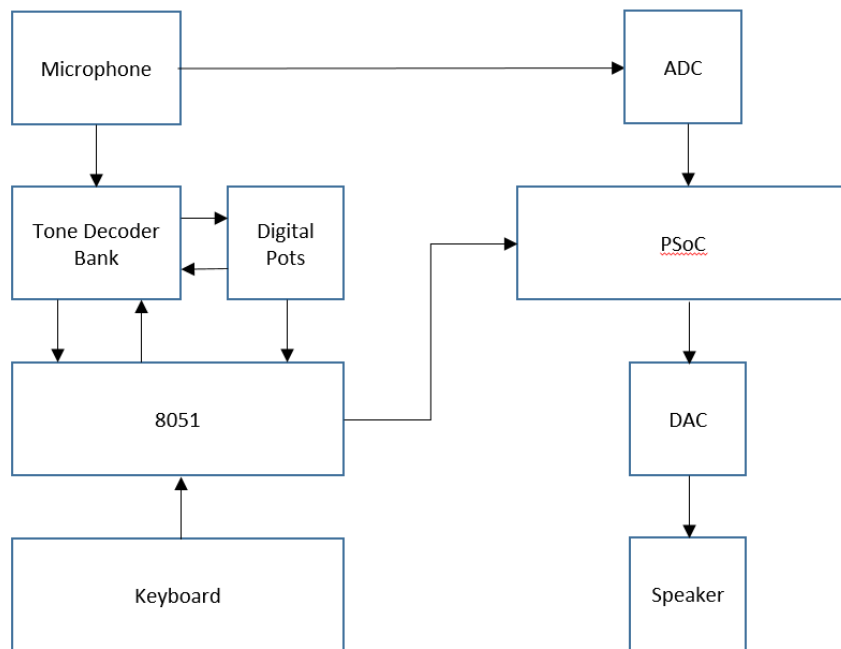 Microphone
ADC
Tone Decoder
Bank
Digital
Pots
PSoC
8051
DAC
Keyboard
Speaker